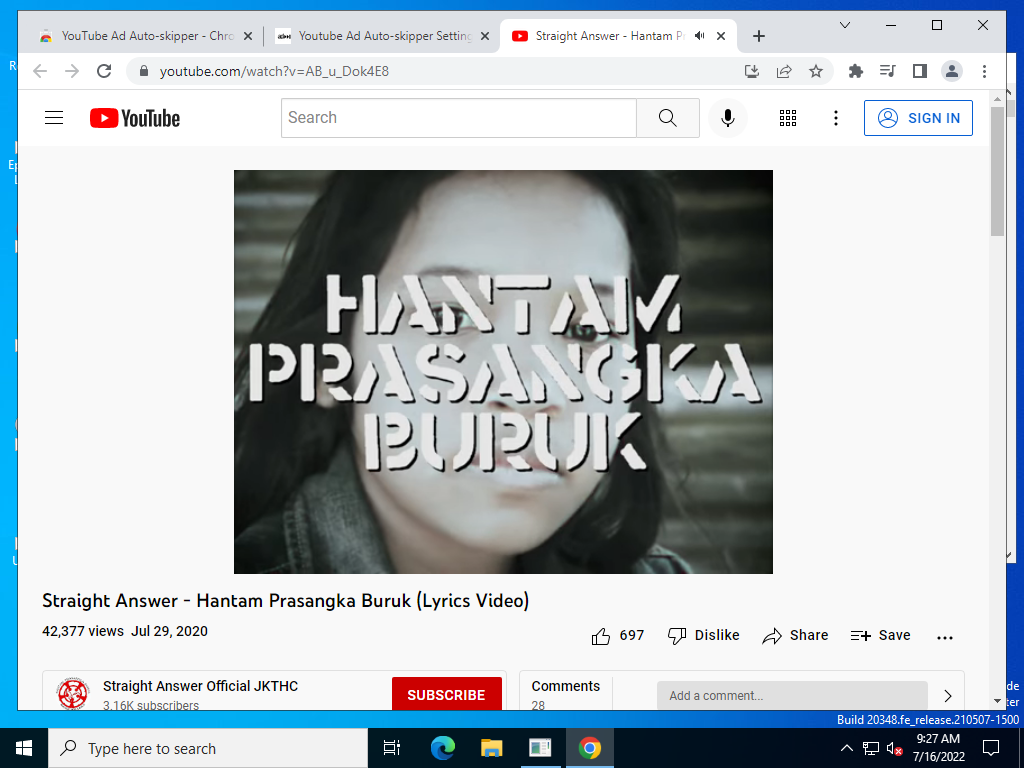 YouTube Ad Auto-skipper - Chro
Youtube Ad Auto-skipper Setting
Straight Answer - Hantam P
youtube.com/watch?v=AB_u_Dok4E8
YouTube
Search
SIGN IN
HANTAM
PRASANGKA
BURUK
Straight Answer - Hantam Prasangka Buruk (Lyrics Video)
42,377 views Jul 29, 2020
697
Dislike
Share
Save
Straight Answer Official JKTHC
3.16K subscribers
SUBSCRIBE
Comments
28
Add a comment...
Build 20348.fe_release.210507-1500
Type here to search
9:27 AM
7/16/2022